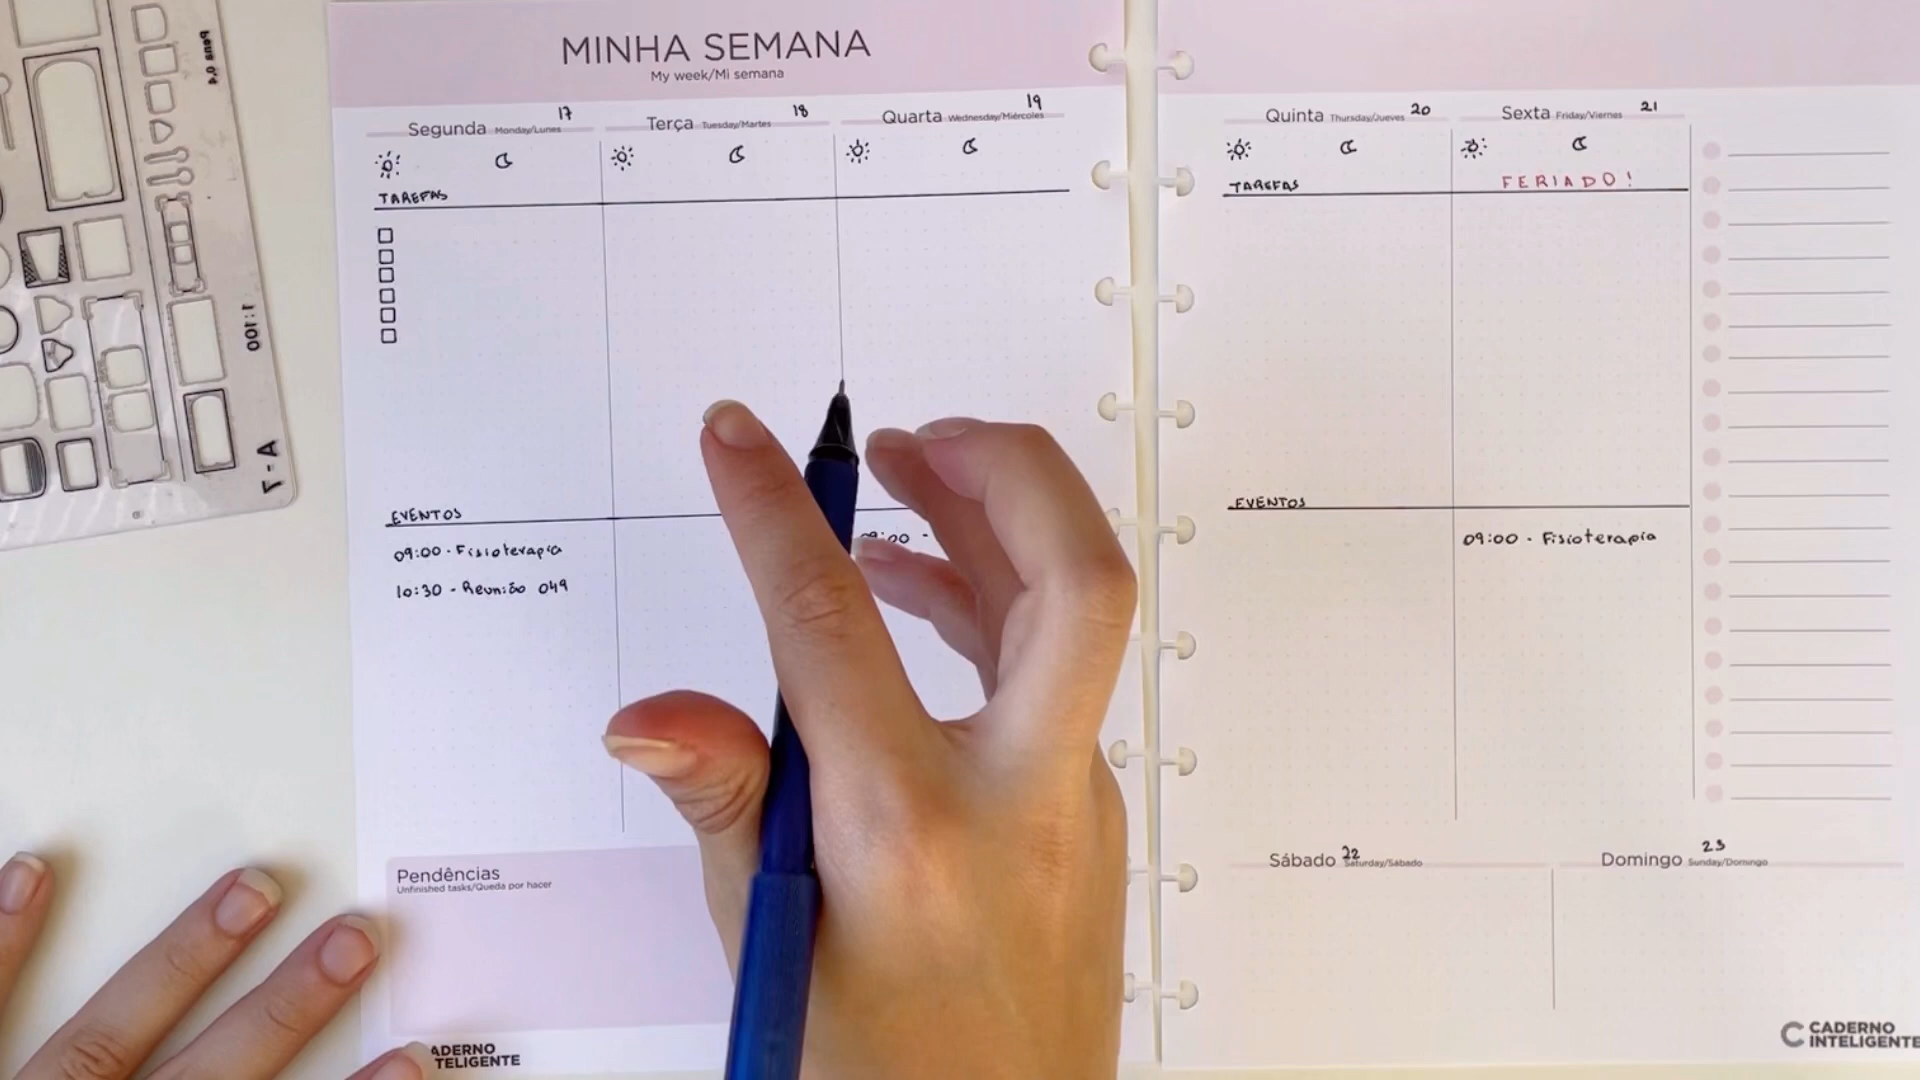 MINHA SEMANA
My week/Mi semana
Segunda Monday/Lunes 17
Terça Tuesday/Martes 18
Quarta Wednesday/Miércoles 19
TAREFAS
EVENTOS
09:00 - Fisioterapia
10:30 - Reunião 049
09:00 -
Pendências
Unfinished tasks/Queda por hacer
ADERNO
TELIGENTE
Quinta Thursday/Jueves 20
Sexta Friday/Viernes 21
TAREFAS
FERIADO!
EVENTOS
09:00 - Fisioterapia
Sábado 22 Saturday/Sábado
Domingo 23 Sunday/Domingo
CADERNO
INTELIGENTE
1:100
T-A